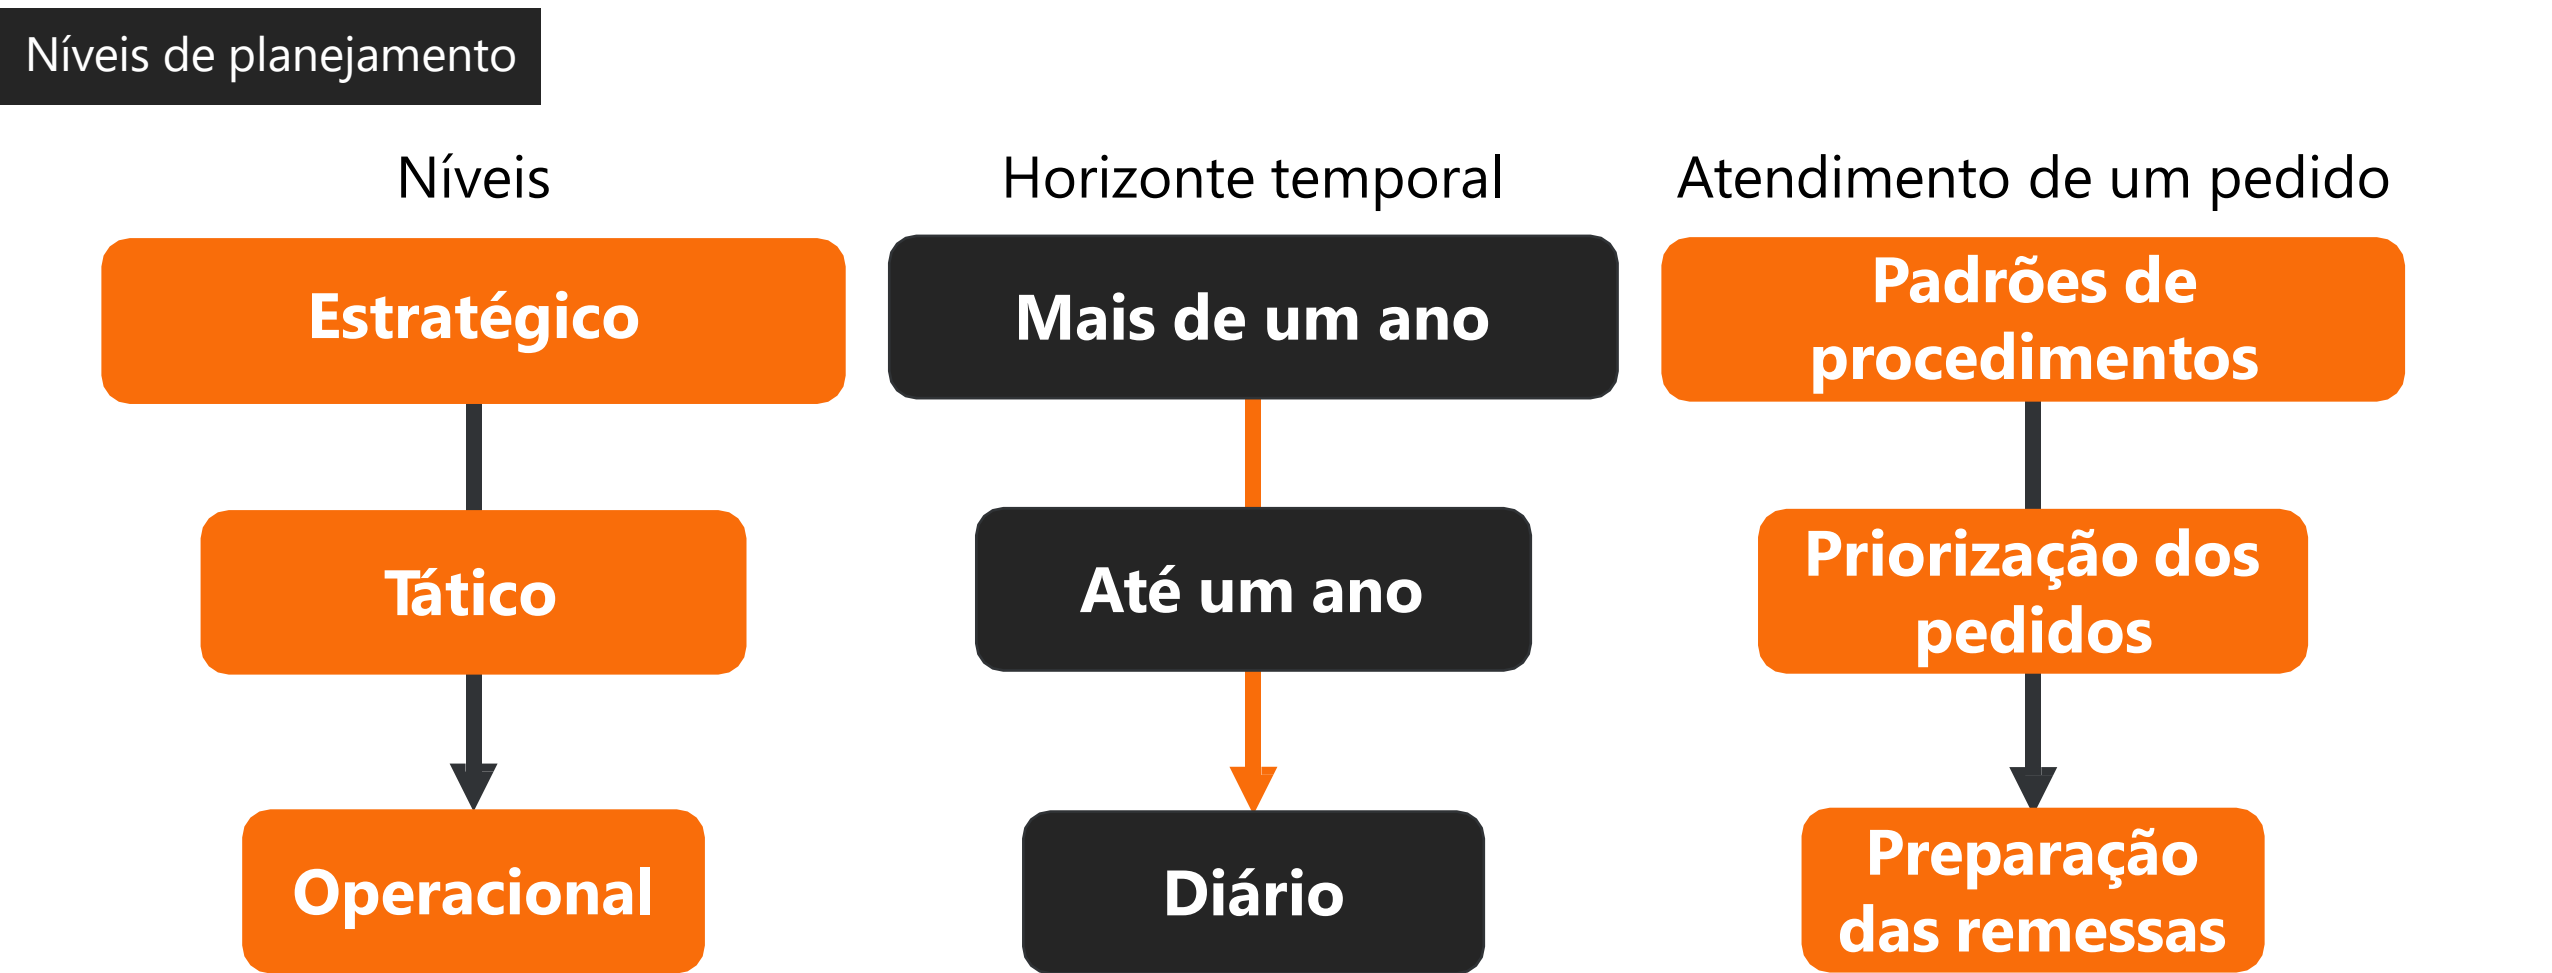 Níveis de planejamento
Níveis
Horizonte temporal
Atendimento de um pedido
Estratégico
Mais de um ano
Padrões de
procedimentos
Tático
Até um ano
Priorização dos
pedidos
Operacional
Diário
Preparação
das remessas